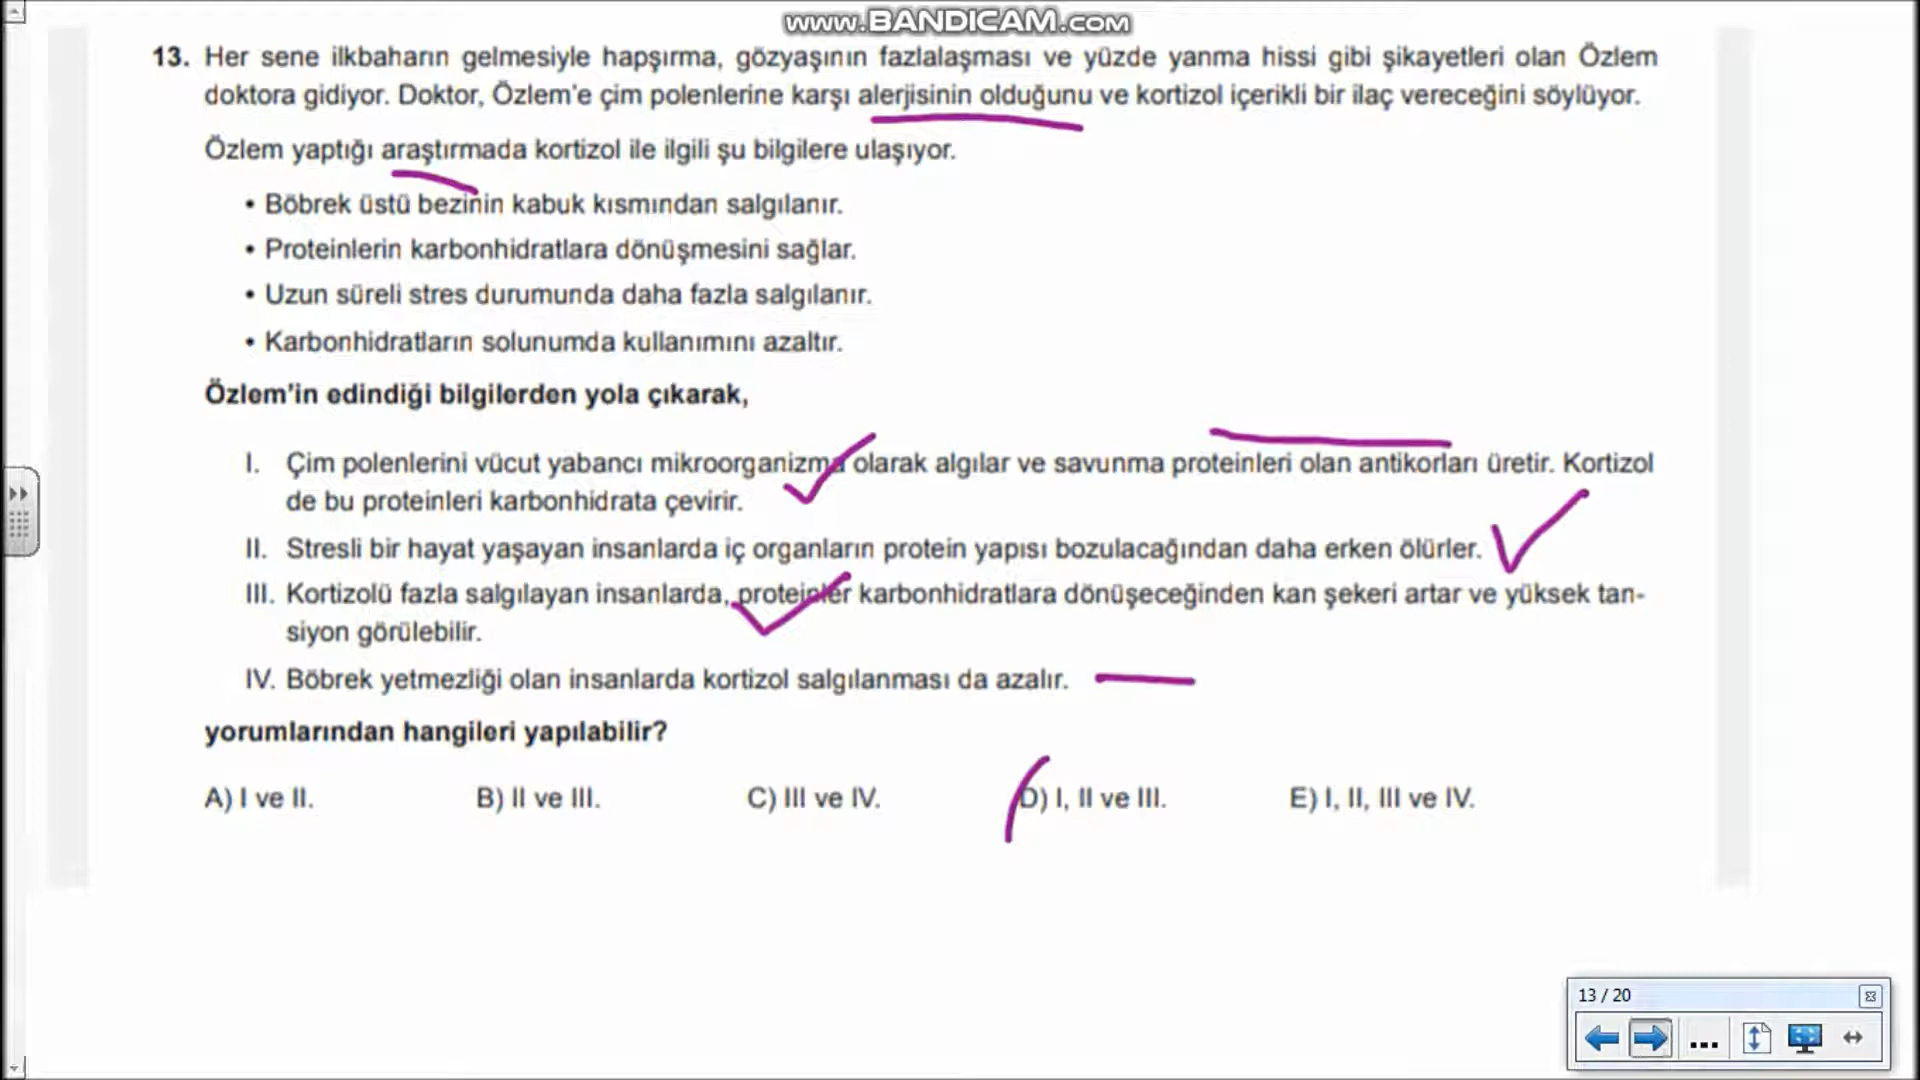 www.BANDICAM.com
13. Her sene ilkbaharın gelmesiyle hapşırma, gözyaşının fazlalaşması ve yüzde yanma hissi gibi şikayetleri olan Özlem
doktora gidiyor. Doktor, Özlem'e çim polenlerine karşı alerjisinin olduğunu ve kortizol içerikli bir ilaç vereceğini söylüyor.
Özlem yaptığı araştırmada kortizol ile ilgili şu bilgilere ulaşıyor.
• Böbrek üstü bezinin kabuk kısmından salgılanır.
• Proteinlerin karbonhidratlara dönüşmesini sağlar.
• Uzun süreli stres durumunda daha fazla salgılanır.
• Karbonhidratların solunumda kullanımını azaltır.
Özlem'in edindiği bilgilerden yola çıkarak,
I. Çim polenlerini vücut yabancı mikroorganizma olarak algılar ve savunma proteinleri olan antikorları üretir. Kortizol
de bu proteinleri karbonhidrata çevirir.
II. Stresli bir hayat yaşayan insanlarda iç organların protein yapısı bozulacağından daha erken ölürler.
III. Kortizolü fazla salgılayan insanlarda, proteinler karbonhidratlara dönüşeceğinden kan şekeri artar ve yüksek tan-
siyon görülebilir.
IV. Böbrek yetmezliği olan insanlarda kortizol salgılanması da azalır.
yorumlarından hangileri yapılabilir?
A) I ve II. B) II ve III. C) III ve IV. D) I, II ve III. E) I, II, III ve IV.
13 / 20
...